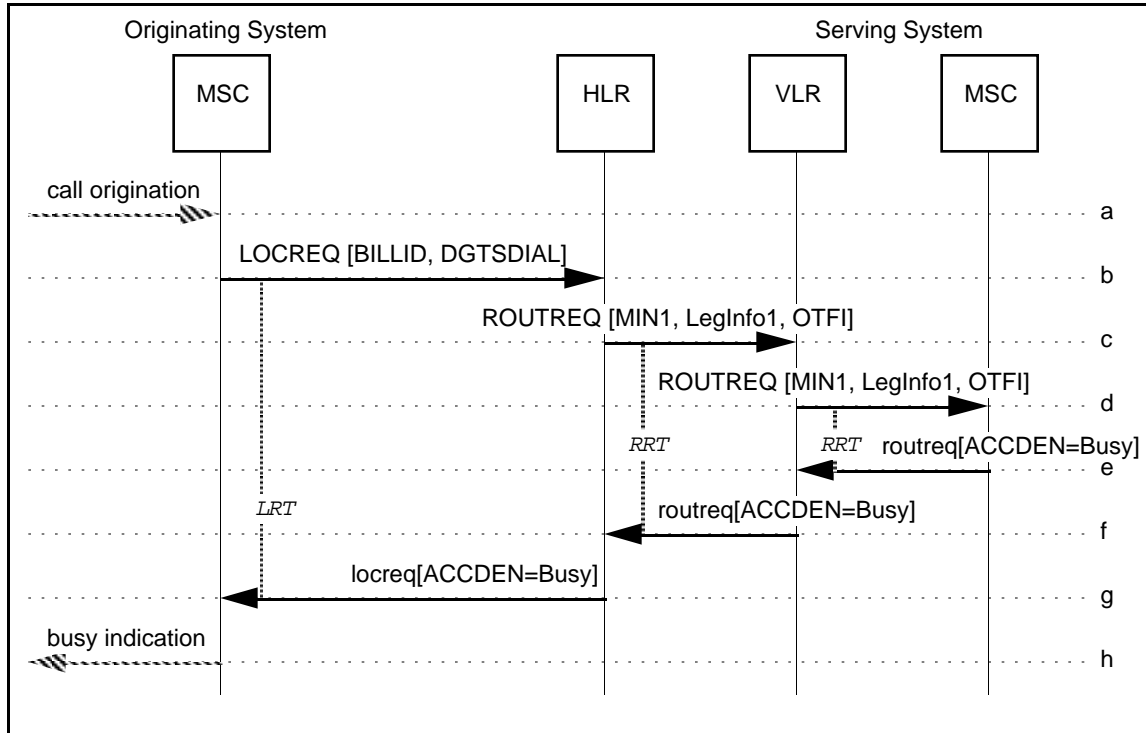 Originating System
Serving System
MSC
HLR
VLR
MSC
call origination
a
LOCREQ [BILLID, DGTSDIAL]
b
ROUTREQ [MIN1, LegInfo1, OTFI]
c
ROUTREQ [MIN1, LegInfo1, OTFI]
d
RRT
RRT
routreq[ACCDEN=Busy]
e
LRT
routreq[ACCDEN=Busy]
f
locreq[ACCDEN=Busy]
g
busy indication
h